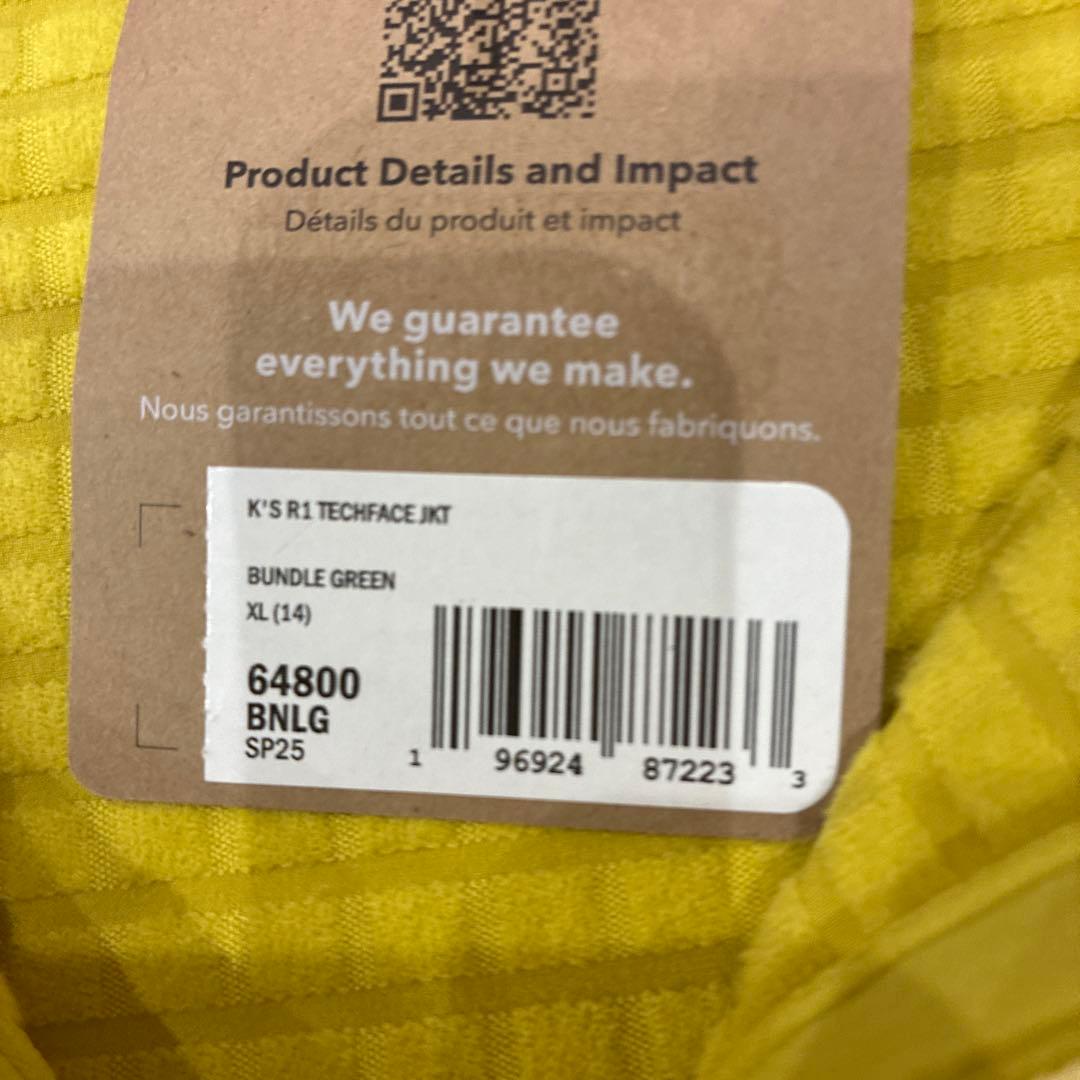 Product Details and Impact
Détails du produit et impact
We guarantee
everything we make.
Nous garantissons tout ce que nous fabriquons.
K'S R1 TECHFACE JKT
BUNDLE GREEN
XL (14)
64800
BNLG
SP25
1 96924 87223 3